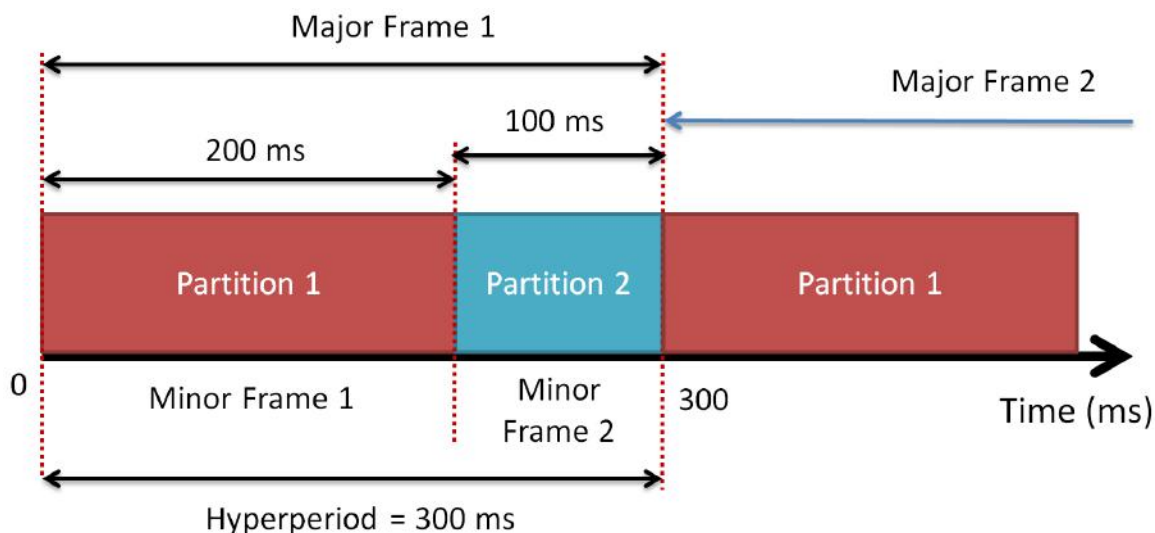 Major Frame 1
Major Frame 2
100 ms
200 ms
Partition 1
Partition 2
Partition 1
0
Minor Frame 1
Minor
Frame 2
300
Time (ms)
Hyperperiod = 300 ms